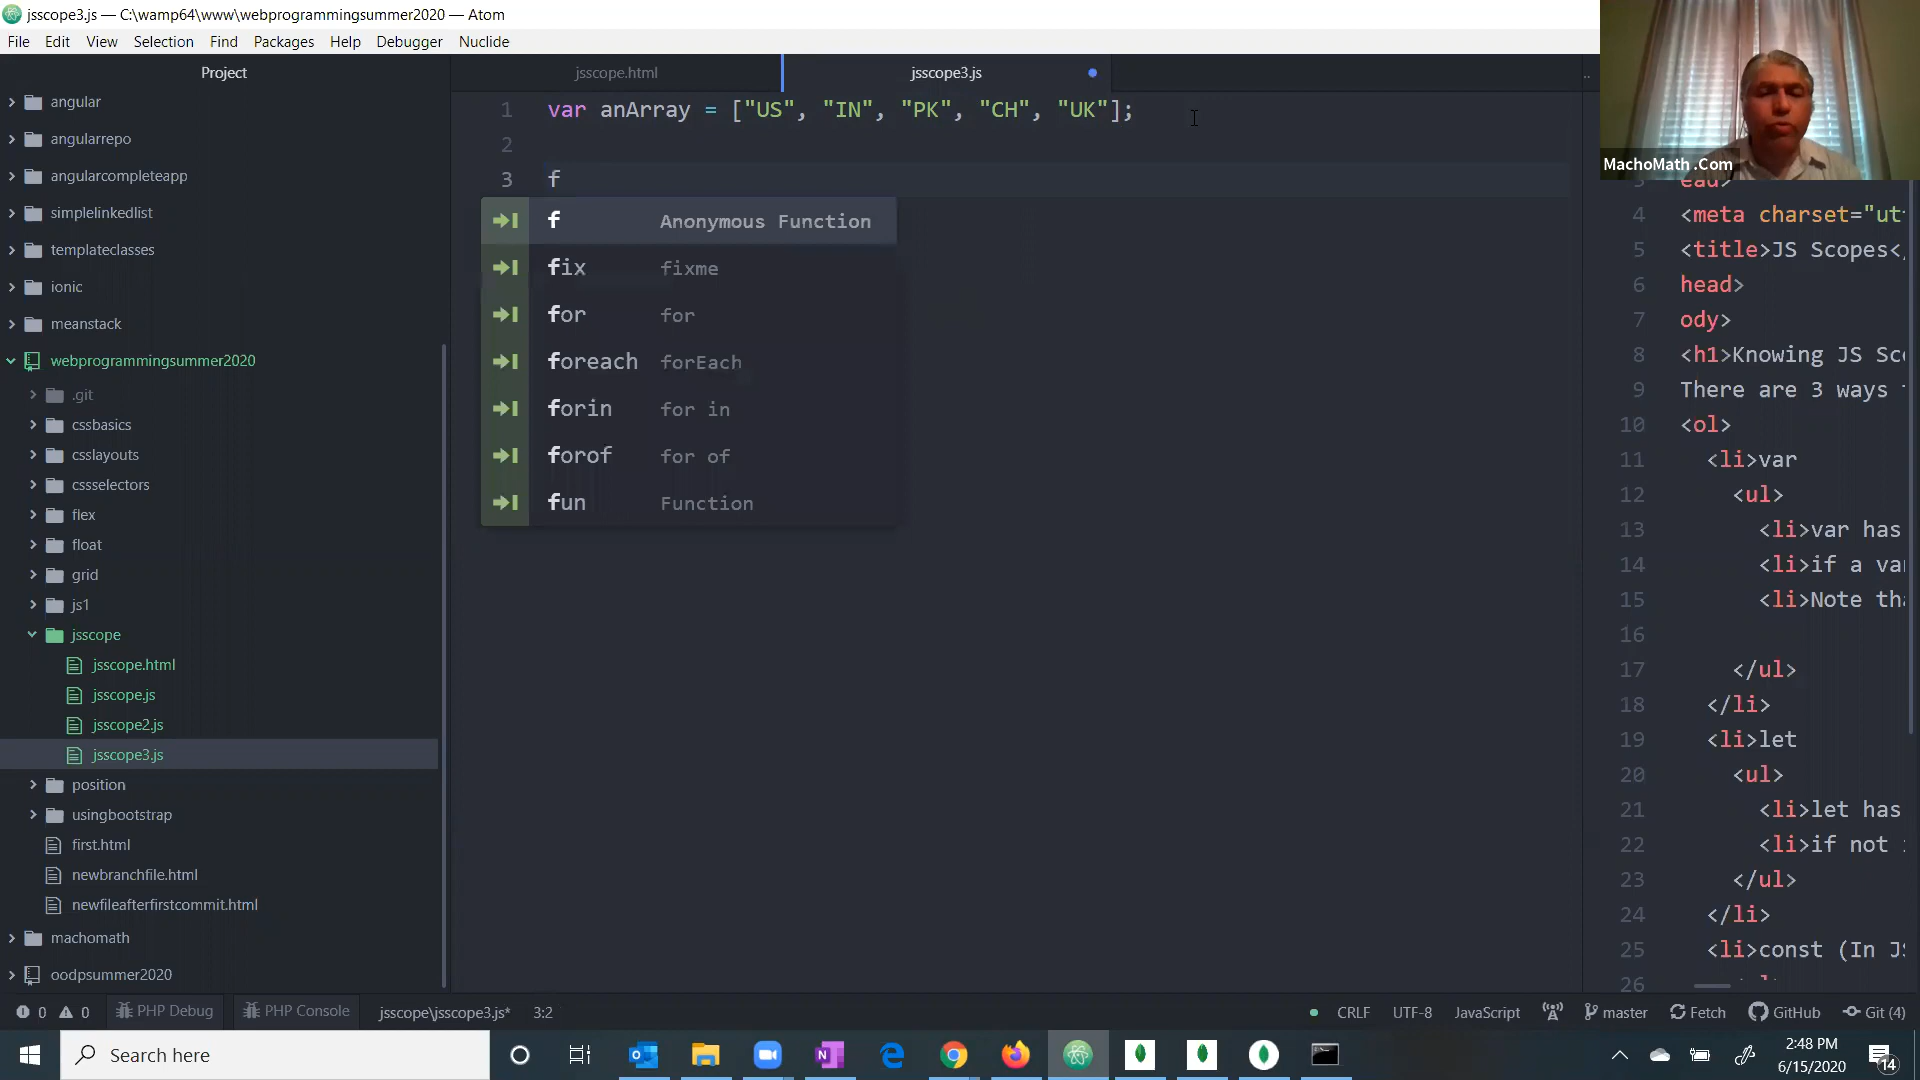 jsscope3.js — C:\wamp64\www\webprogrammingsummer2020 — Atom
File Edit View Selection Find Packages Help Debugger Nuclide
Project
angular
angularrepo
angularcompleteapp
simplelinkedlist
templateclasses
ionic
meanstack
webprogrammingsummer2020
.git
cssbasics
csslayouts
cssselectors
flex
float
grid
js1
jsscope
jsscope.html
jsscope.js
jsscope2.js
jsscope3.js
position
usingbootstrap
first.html
newbranchfile.html
newfileafterfirstcommit.html
machomath
oodpsummer2020
jsscope.html jsscope3.js ..
1 var anArray = ["US", "IN", "PK", "CH", "UK"];
2
3 f
f Anonymous Function
fix fixme
for for
foreach forEach
forin for in
forof for of
fun Function
MachoMath .Com
3 ead>
4 <meta charset="ut
5 <title>JS Scopes<
6 head>
7 ody>
8 <h1>Knowing JS Sc
9 There are 3 ways
10 <ol>
11 <li>var
12 <ul>
13 <li>var has
14 <li>if a va
15 <li>Note th
16
17 </ul>
18 </li>
19 <li>let
20 <ul>
21 <li>let has
22 <li>if not
23 </ul>
24 </li>
25 <li>const (In J
26
0 0 PHP Debug PHP Console jsscope\jsscope3.js* 3:2 CRLF UTF-8 JavaScript master Fetch GitHub Git (4)
Search here
2:48 PM
6/15/2020
14